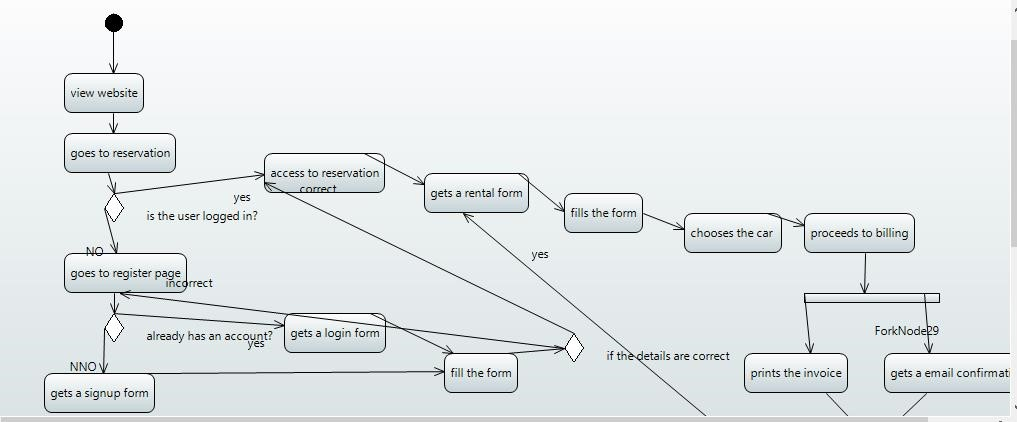 view website
goes to reservation
access to reservation
correct
yes
is the user logged in?
gets a rental form
fills the form
chooses the car
proceeds to billing
yes
NO
goes to register page
incorrect
already has an account?
yes
gets a login form
ForkNode29
if the details are correct
NNO
gets a signup form
fill the form
prints the invoice
gets a email confirmati